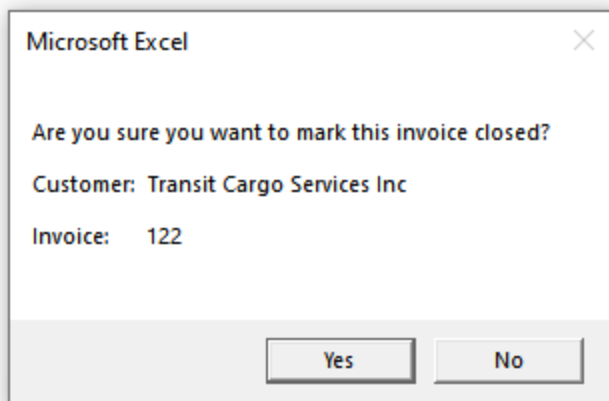 Microsoft Excel
Are you sure you want to mark this invoice closed?
Customer: Transit Cargo Services Inc
Invoice: 122
Yes No